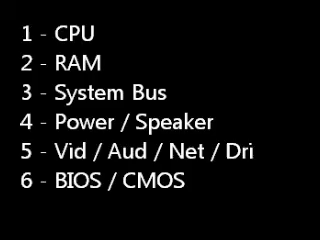 1 - CPU
2 - RAM
3 - System Bus
4 - Power / Speaker
5 - Vid / Aud / Net / Dri
6 - BIOS / CMOS